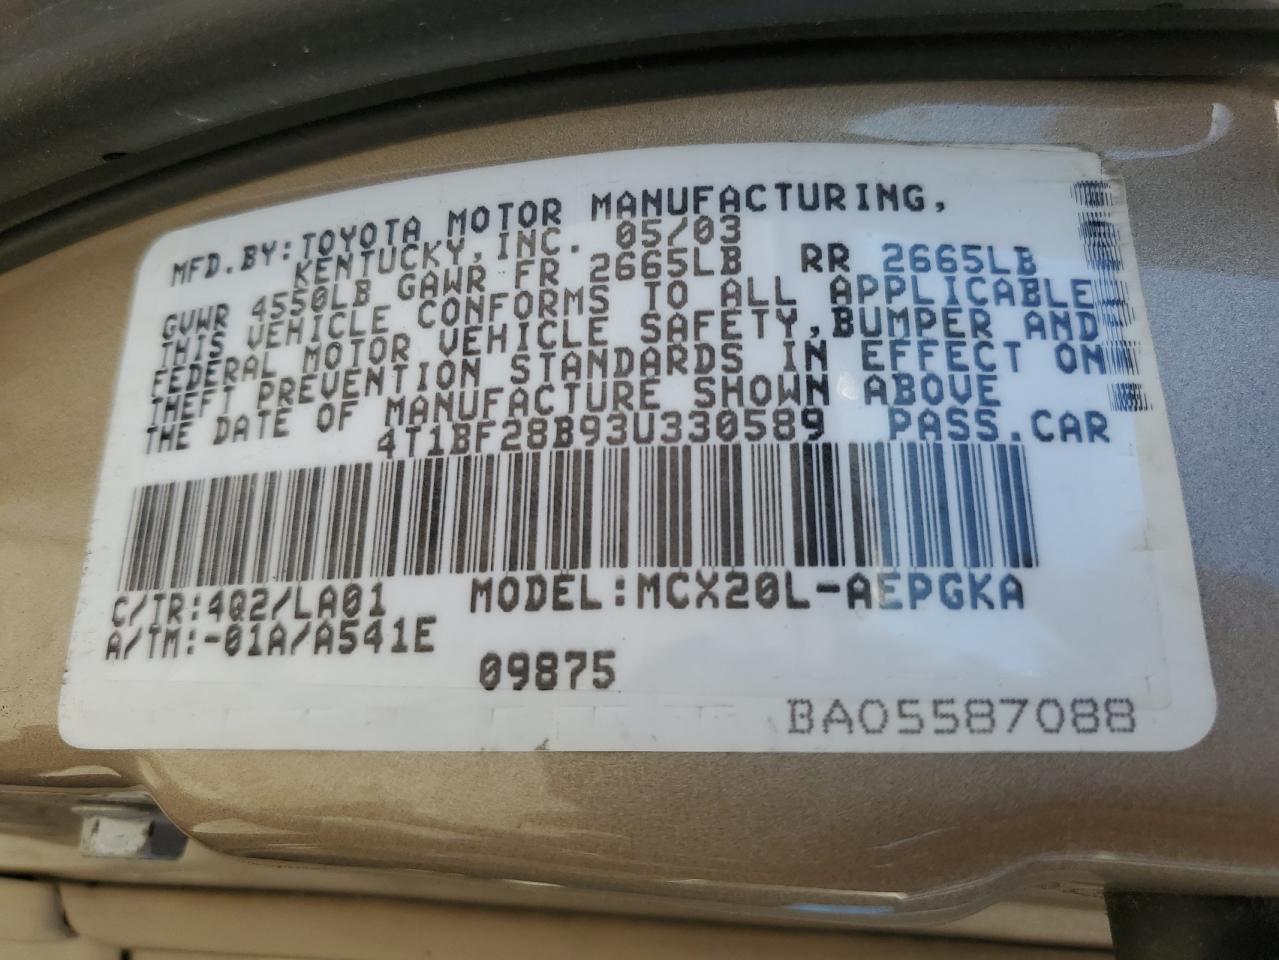 MFD.BY:TOYOTA MOTOR MANUFACTURING,
KENTUCKY,INC. 05/03
GVWR 4550LB GAWR FR 2665LB RR 2665LB
THIS VEHICLE CONFORMS TO ALL APPLICABLE
FEDERAL MOTOR VEHICLE SAFETY,BUMPER AND
THEFT PREVENTION STANDARDS IN EFFECT ON
THE DATE OF MANUFACTURE SHOWN ABOVE
4T1BF28B93U330589 PASS.CAR
C/TR:4Q2/LA01 MODEL:MCX20L-AEPGKA
A/TM:-01A/A541E
09875
BA05587088